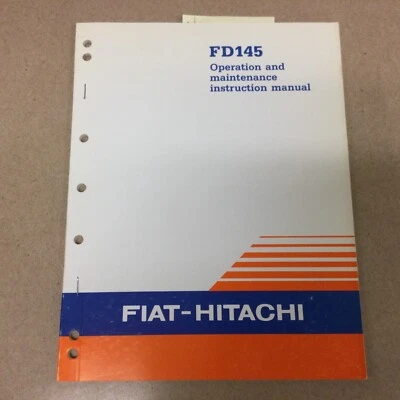 FD145
Operation and
maintenance
instruction manual
FIAT-HITACHI